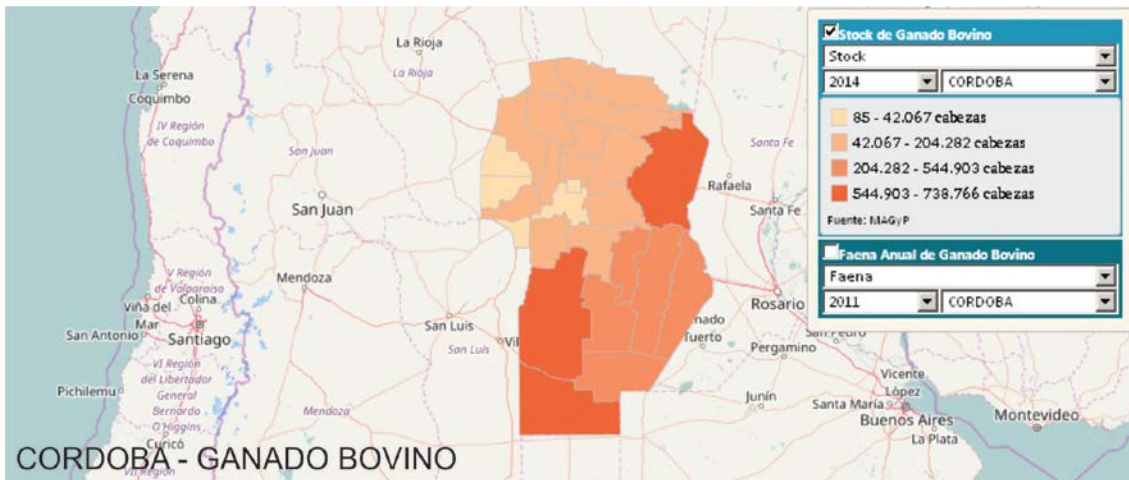 La Rioja
La Rioja
La Serena
Coquimbo
IV Región
de Coquimbo
San Juan
Santa Fe
Rafaela
San Juan
Santa Fe
Mendoza
V Región
de Valparaíso
Colina
Viña del
Mar
San Antonio
Santiago
San Luis
San Luis
Rosario
Tuerto
Pergamino
VI Región
del Libertador
General
Bernardo
O'Higgins
Pichilemu
Mendoza
Junín
Vicente
López
Santa María
Buenos Aires
La Plata
Montevideo
Curicó
VII Región
CORDOBA - GANADO BOVINO
Stock de Ganado Bovino
Stock
2014 CORDOBA
85 - 42.067 cabezas
42.067 - 204.282 cabezas
204.282 - 544.903 cabezas
544.903 - 738.766 cabezas
Fuente: MAGyP
Faena Anual de Ganado Bovino
Faena
2011 CORDOBA